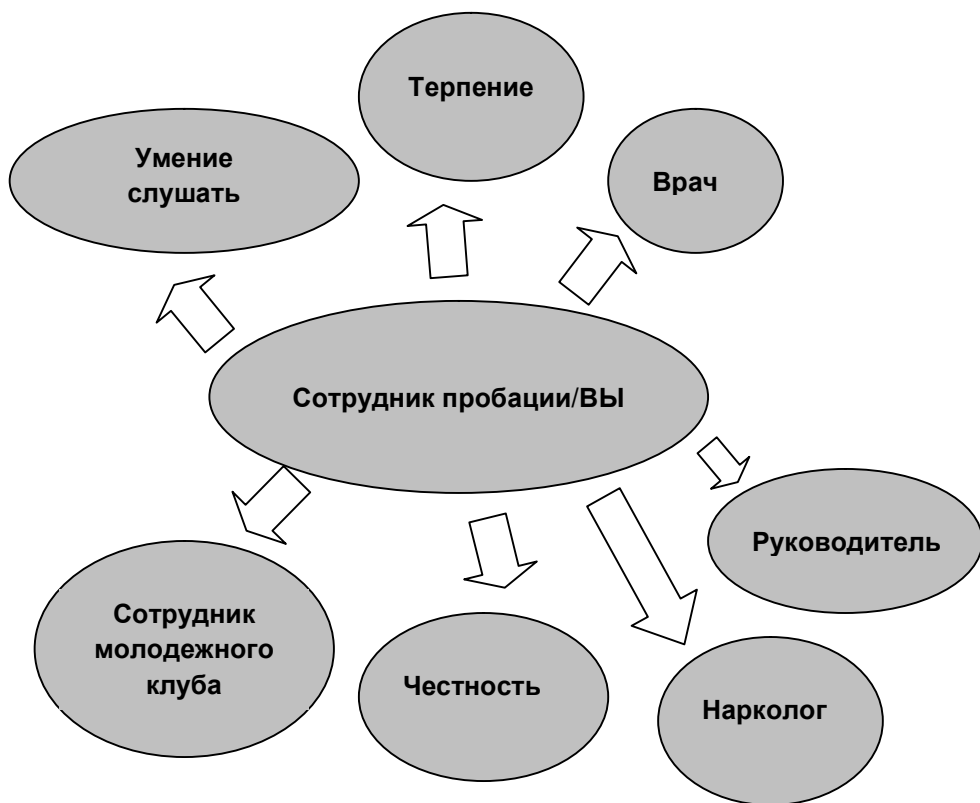 Терпение
Умение
слушать
Врач
Сотрудник пробации/ВЫ
Руководитель
Сотрудник
молодежного
клуба
Честность
Нарколог